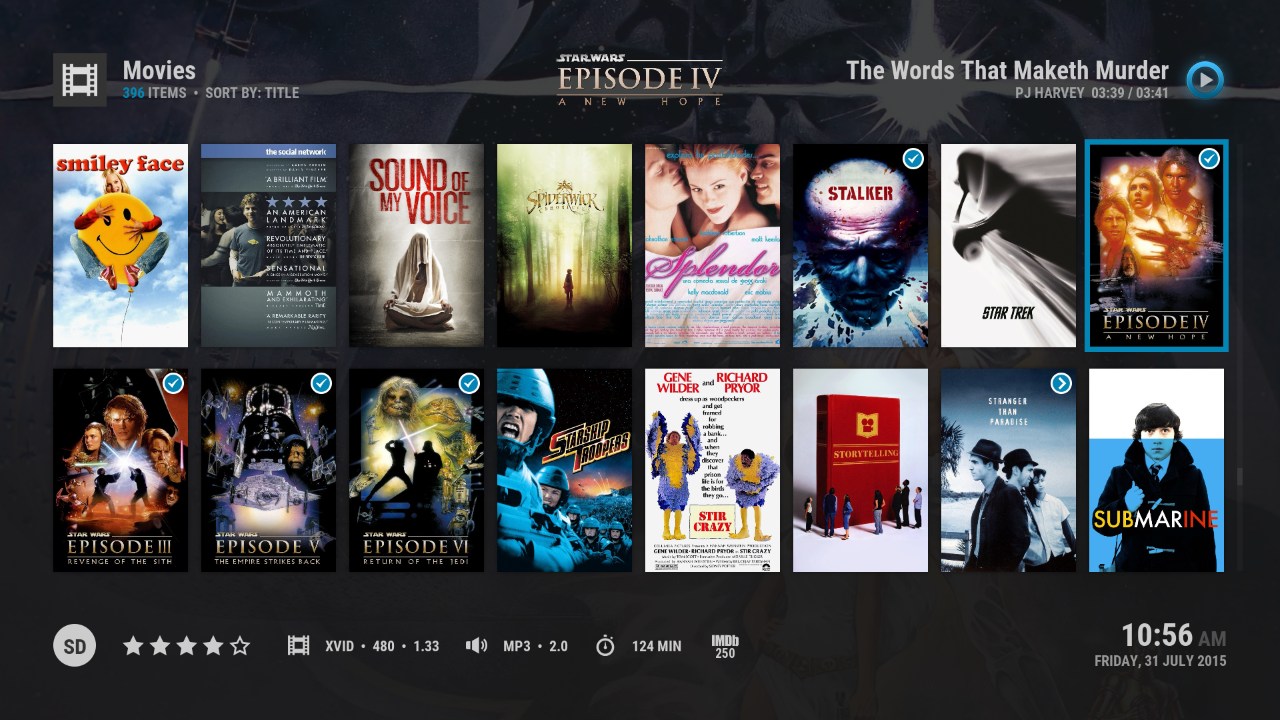 Movies
396 ITEMS • SORT BY: TITLE
STAR WARS
EPISODE IV
A NEW HOPE
The Words That Maketh Murder
PJ HARVEY 03:39 / 03:41
smiley face
the social network
'A BRILLIANT FILM'
AN AMERICAN
LANDMARK'
REVOLUTIONARY
SENSATIONAL
MAMMOTH
AND EXHILARATING'
A REMARKABLE RARITY
SOUND OF
MY VOICE
SPIDERWICK
Splendor
kelly macdonald
STALKER
STAR TREK
STAR WARS
EPISODE IV
A NEW HOPE
STAR WARS
EPISODE III
REVENGE OF THE SITH
STAR WARS
EPISODE V
THE EMPIRE STRIKES BACK
STAR WARS
EPISODE VI
RETURN OF THE JEDI
STARSHIP
TROOPERS
GENE WILDER and RICHARD PRYOR
dress up as woodpeckers
and get
framed
for
robbing
a bank...
and
when
they
discover
that
prison
life is
for the
birds
they go...
STIR
CRAZY
GENE WILDER·RICHARD PRYOR·STIR CRAZY
STORYTELLING
STRANGER
THAN
PARADISE
SUBMARINE
SD
XVID • 480 • 1.33
MP3 • 2.0
124 MIN
IMDb
250
10:56 AM
FRIDAY, 31 JULY 2015